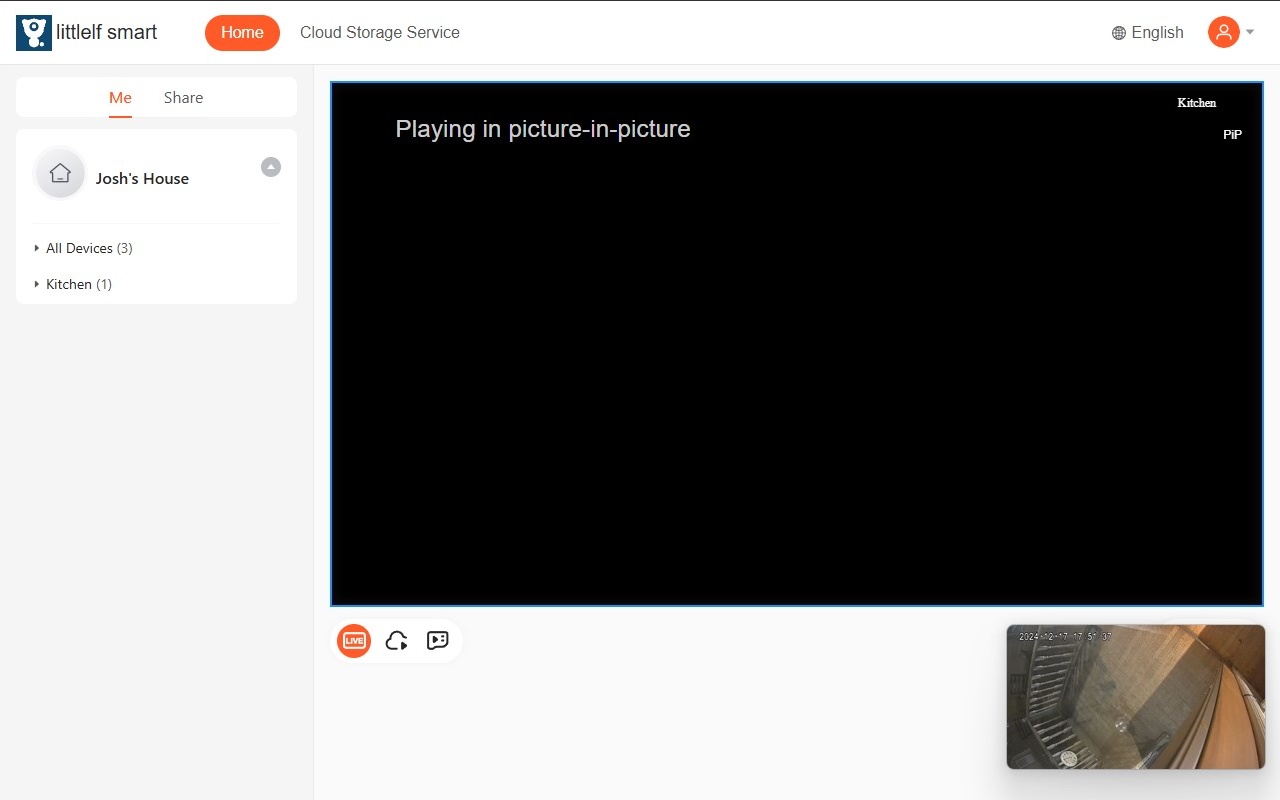 littlelf smart
Home
Cloud Storage Service
English
Me
Share
Josh's House
All Devices (3)
Kitchen (1)
Playing in picture-in-picture
Kitchen
PiP
LIVE
2024-12-17 17:51:37